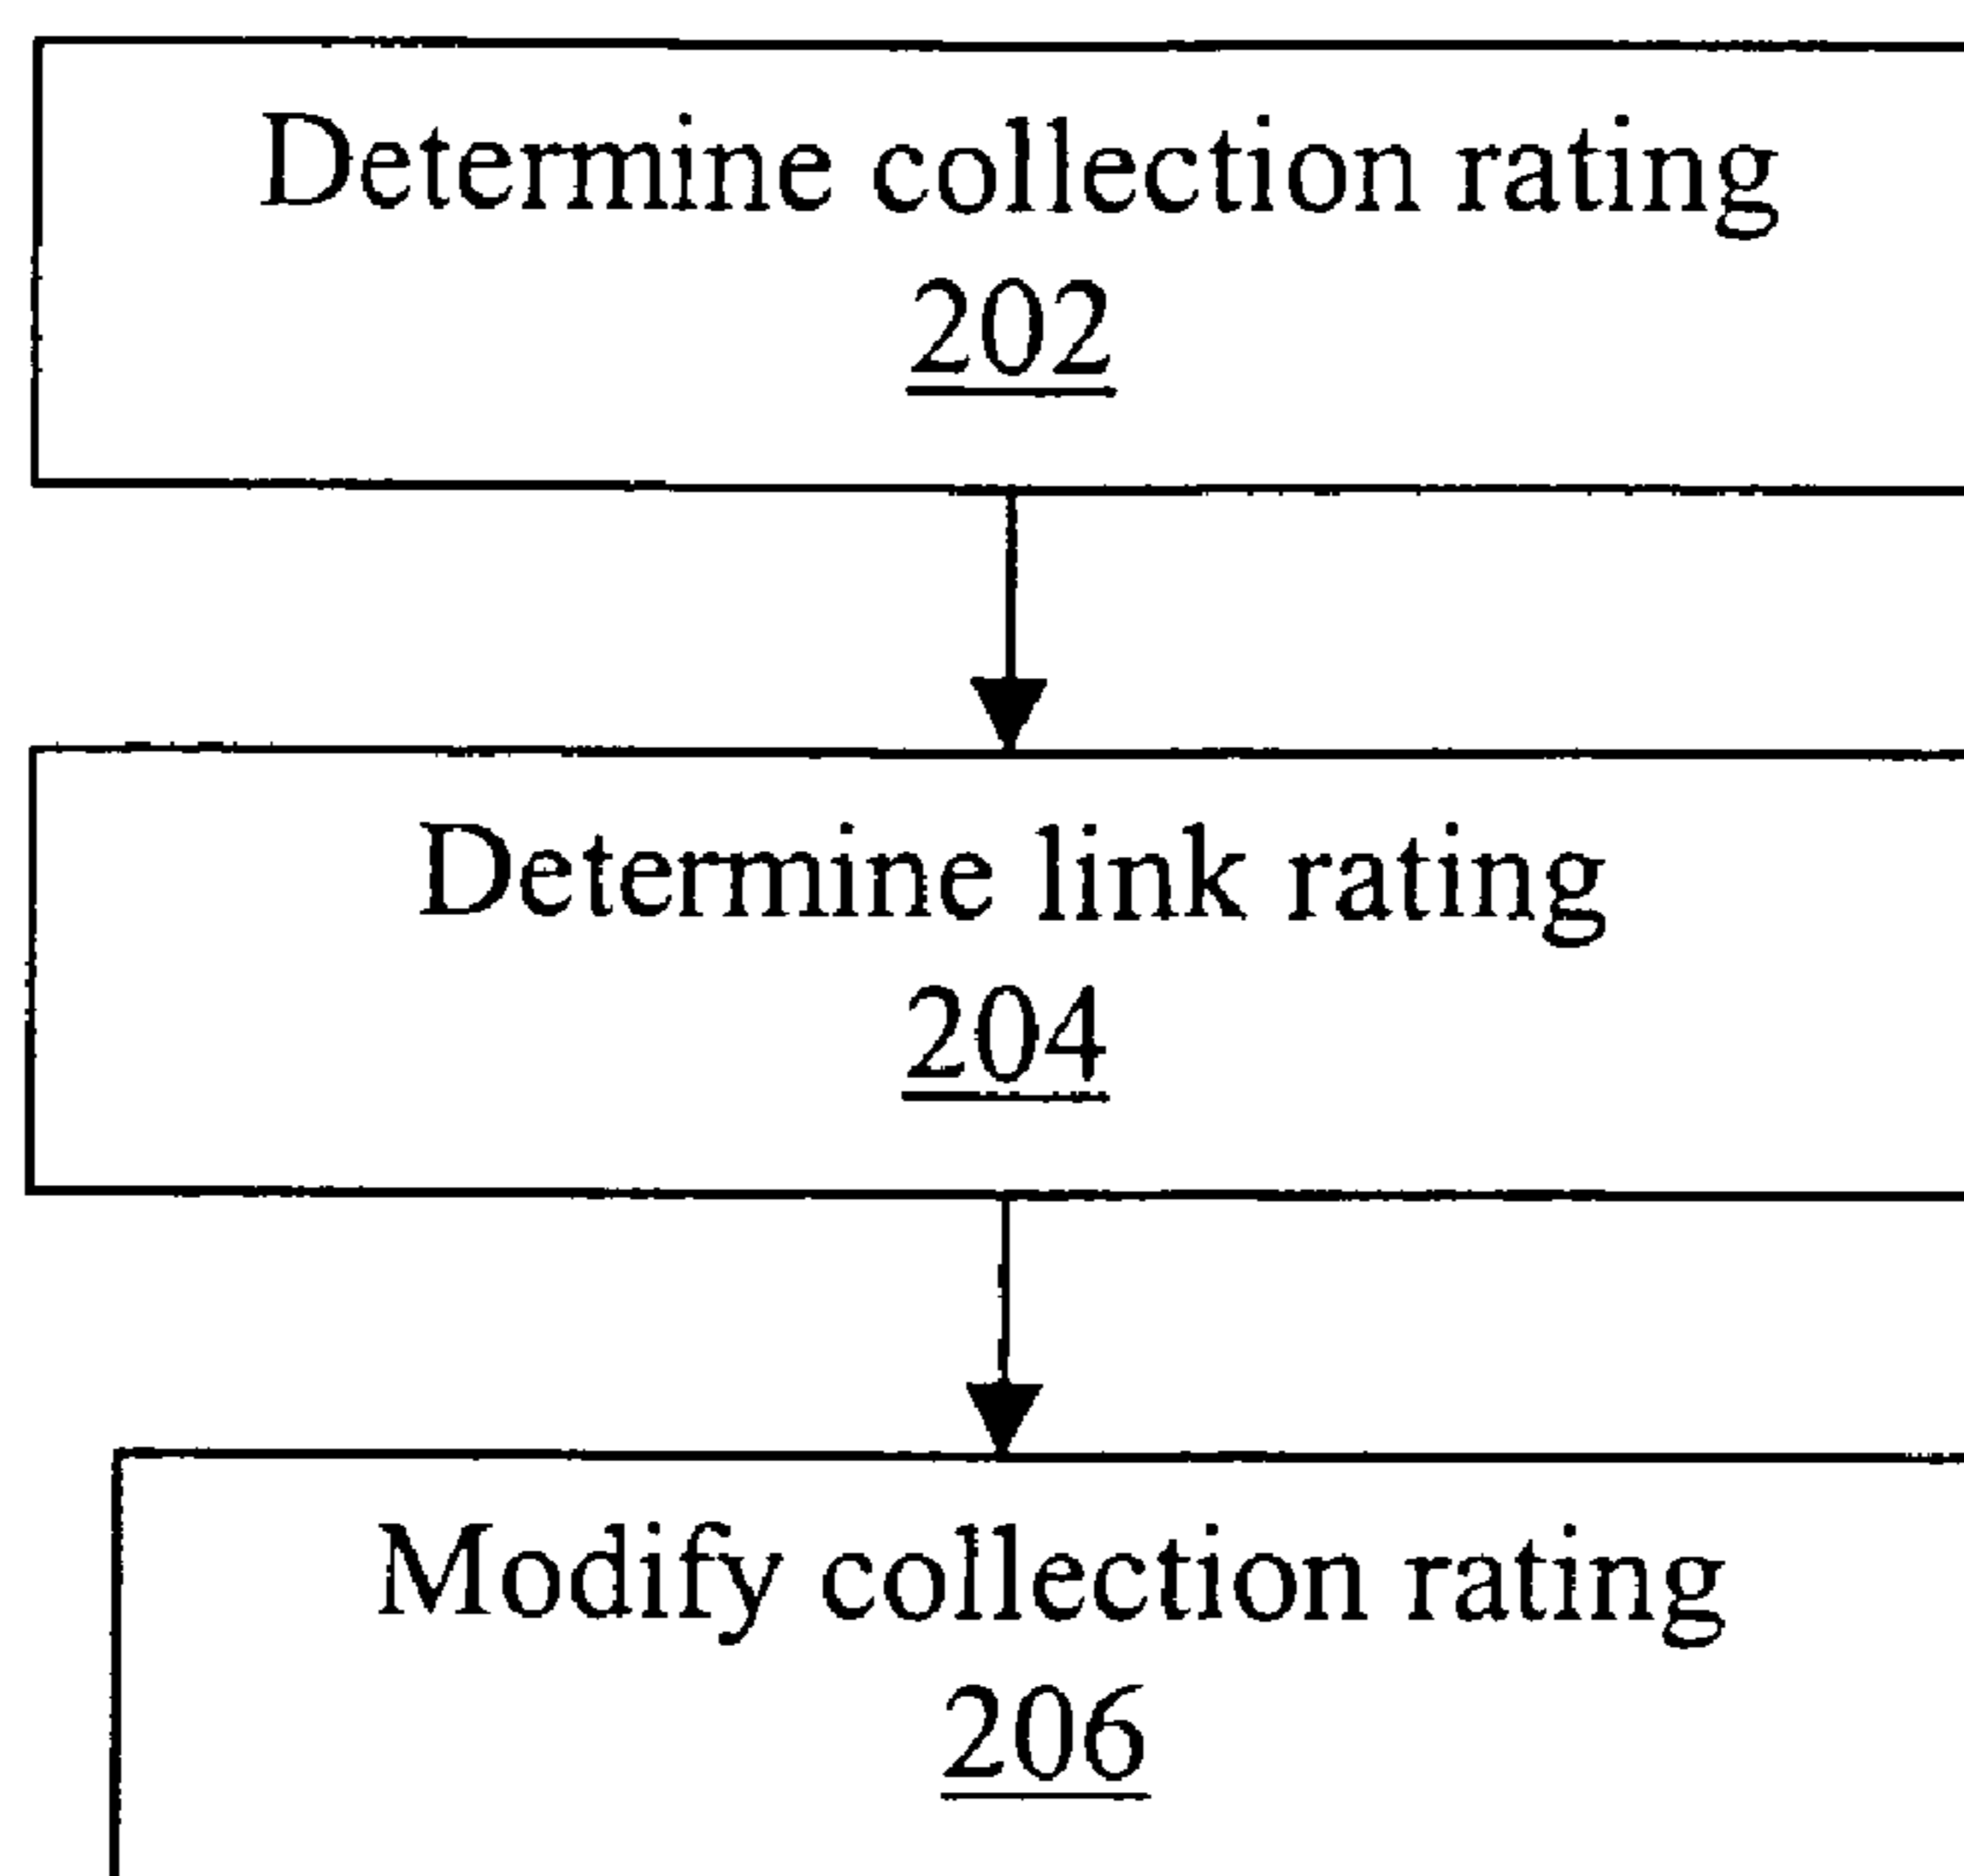 Determine collection rating
202
Determine link rating
204
Modify collection rating
206